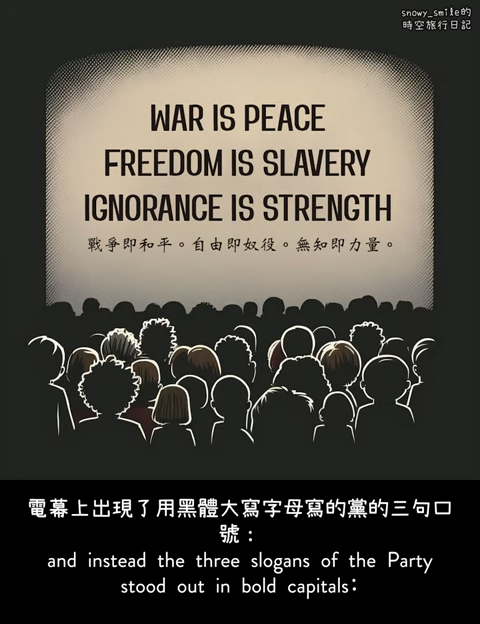 snowy_smile的
時空旅行日記
WAR IS PEACE
FREEDOM IS SLAVERY
IGNORANCE IS STRENGTH
戰爭即和平。自由即奴役。無知即力量。
電幕上出現了用黑體大寫字母寫的黨的三句口
號：
and instead the three slogans of the Party
stood out in bold capitals: